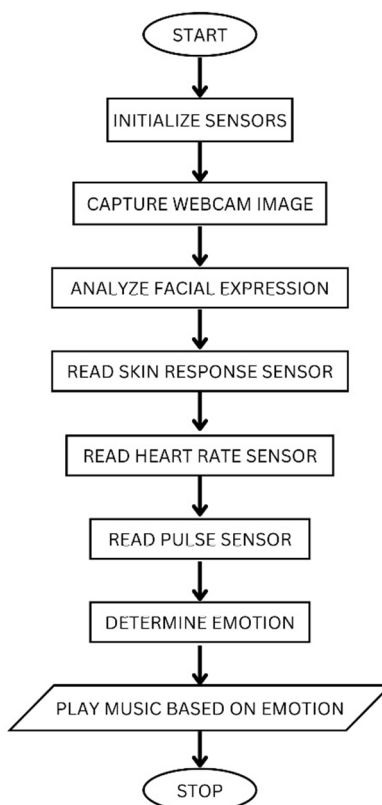 START
INITIALIZE SENSORS
CAPTURE WEBCAM IMAGE
ANALYZE FACIAL EXPRESSION
READ SKIN RESPONSE SENSOR
READ HEART RATE SENSOR
READ PULSE SENSOR
DETERMINE EMOTION
PLAY MUSIC BASED ON EMOTION
STOP